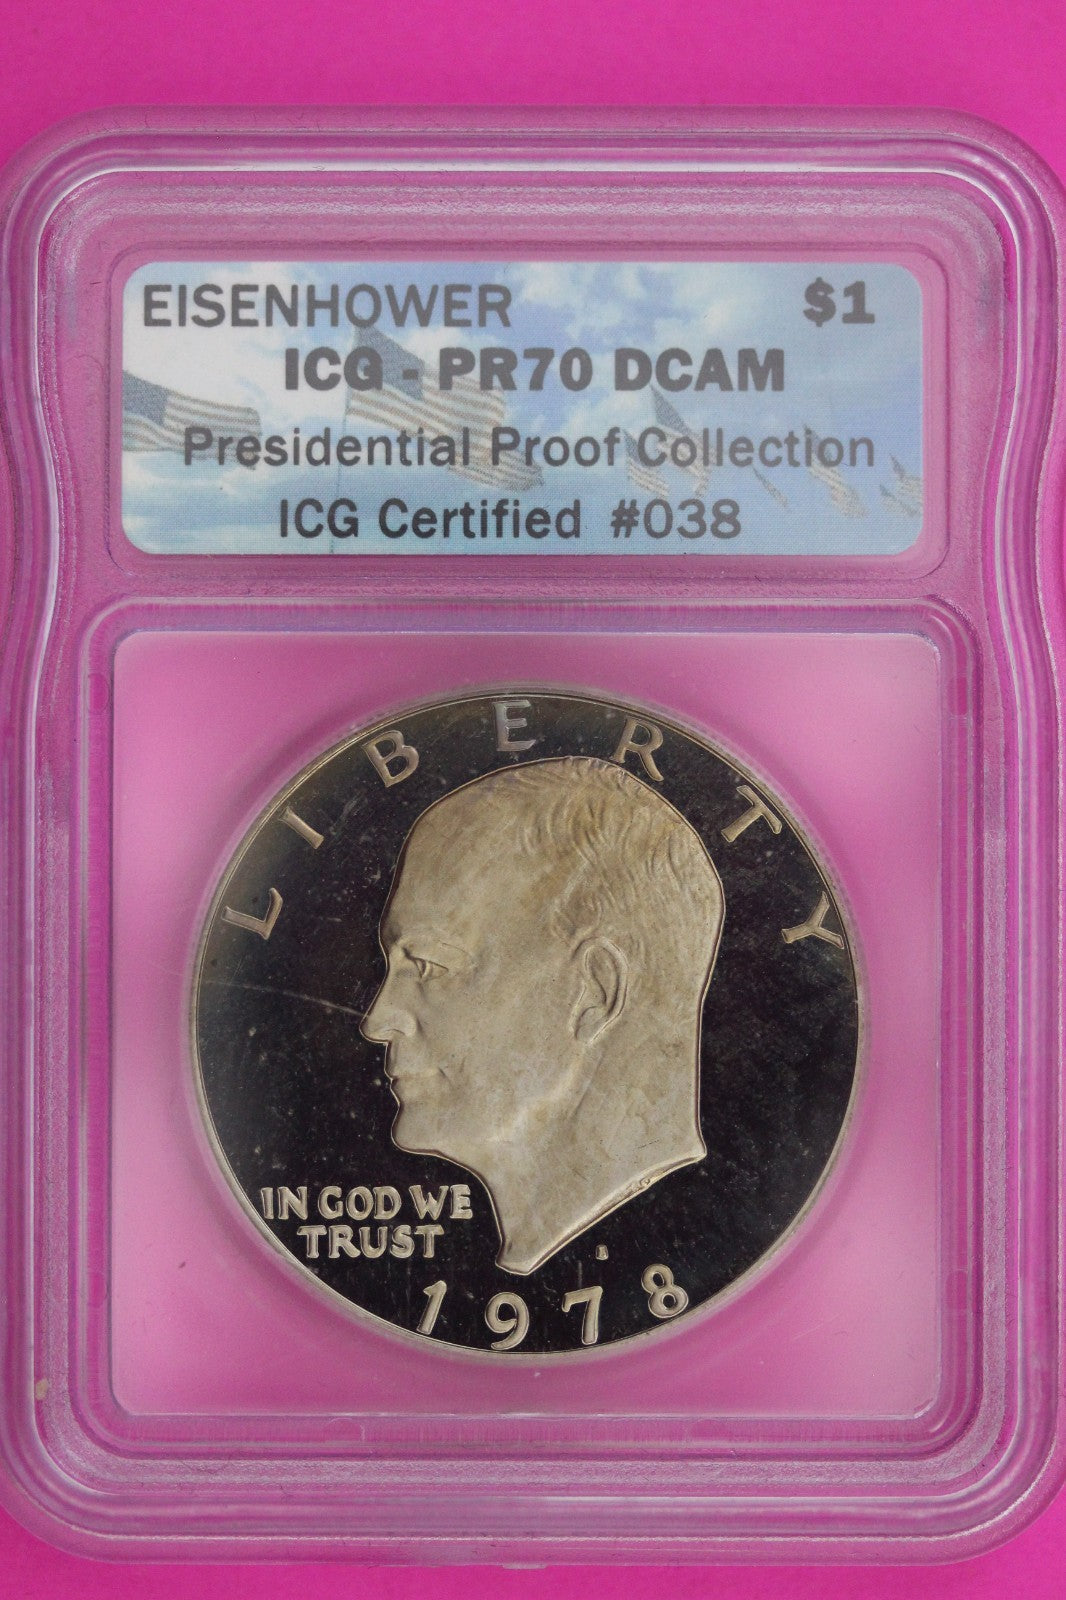 EISENHOWER $1
ICG - PR70 DCAM
Presidential Proof Collection
ICG Certified #038
LIBERTY
IN GOD WE
TRUST
S
1978